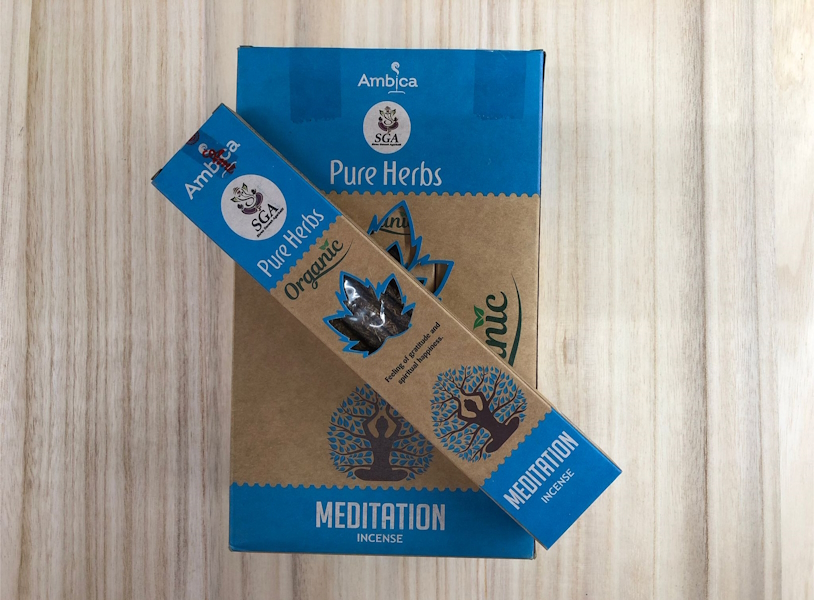 Ambica
SGA
Pure Herbs
anic
MEDITATION
INCENSE
Ambica
SGA
Pure Herbs
Organic
Feeling of gratitude and
spiritual happiness.
MEDITATION
INCENSE